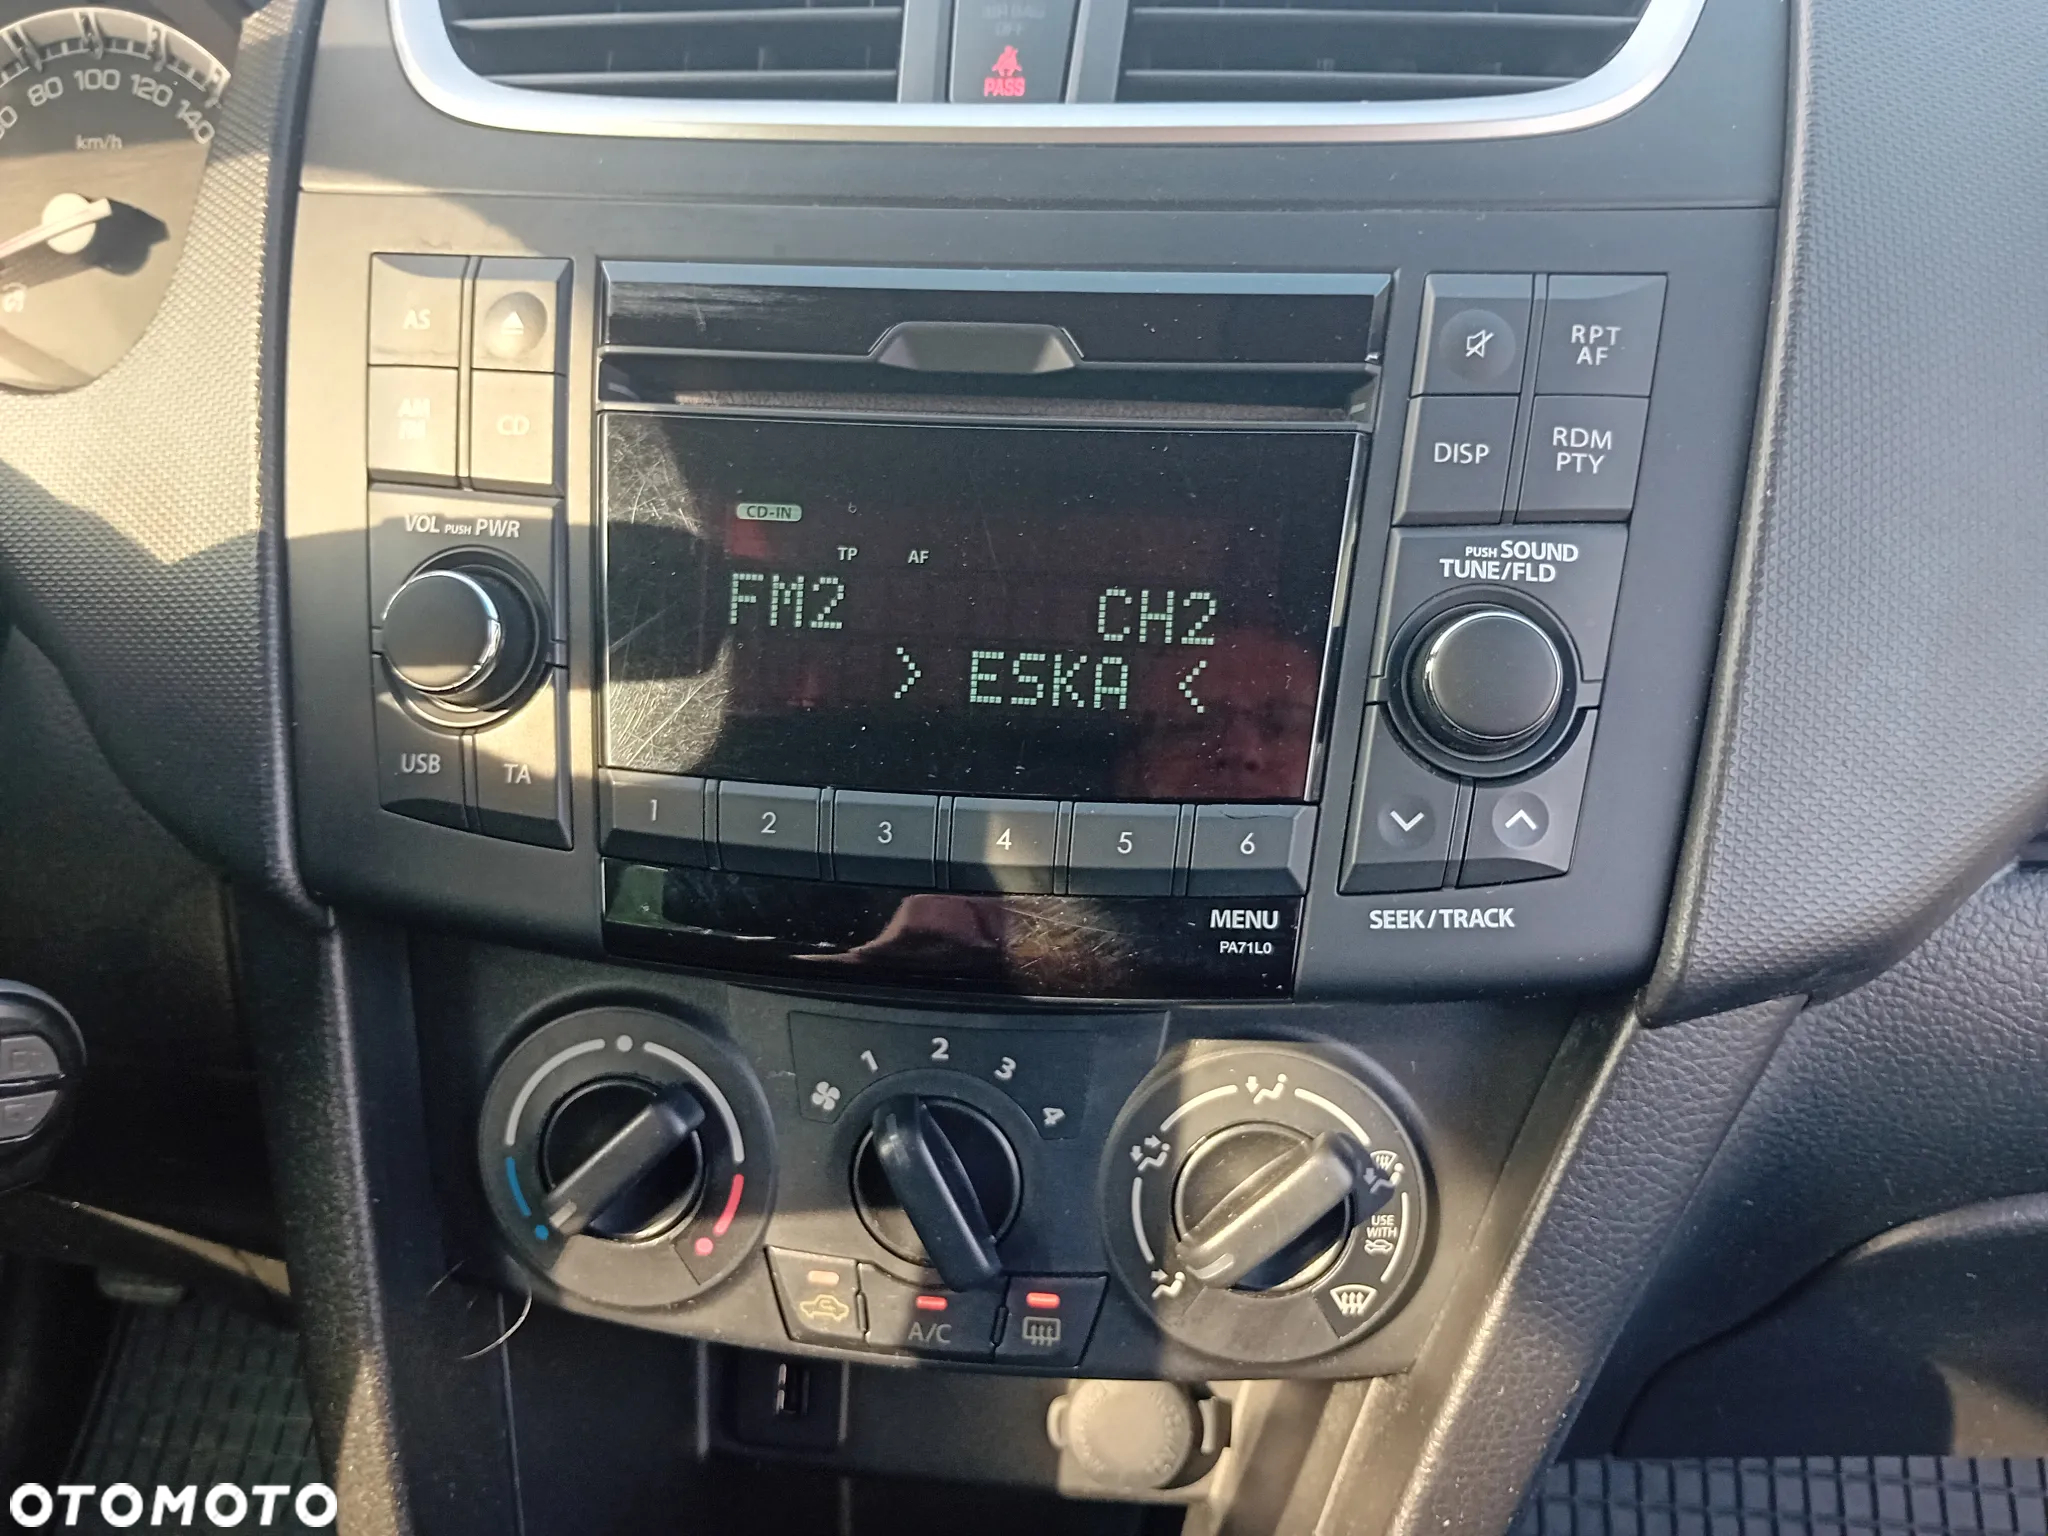 80 100 120 140
km/h
PASS
AS
AM
CD
VOL PUSH PWR
USB
TA
CD-IN
TP AF
FM2 CH2
> ESKA <
1 2 3 4 5 6
MENU
PA71L0
RPT
AF
DISP
RDM
PTY
PUSH SOUND
TUNE/FLD
SEEK/TRACK
1 2 3 4
A/C
USE
WITH
OTOMOTO